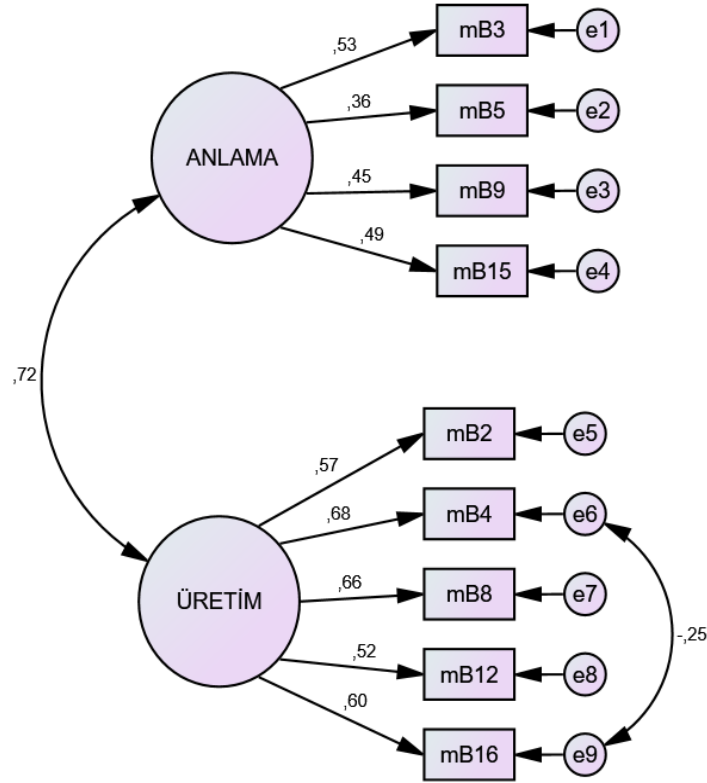 mB3
e1
,53
mB5
e2
,36
ANLAMA
mB9
e3
,45
mB15
e4
,49
,72
mB2
e5
,57
mB4
e6
,68
ÜRETİM
mB8
e7
,66
-,25
mB12
e8
,52
mB16
e9
,60